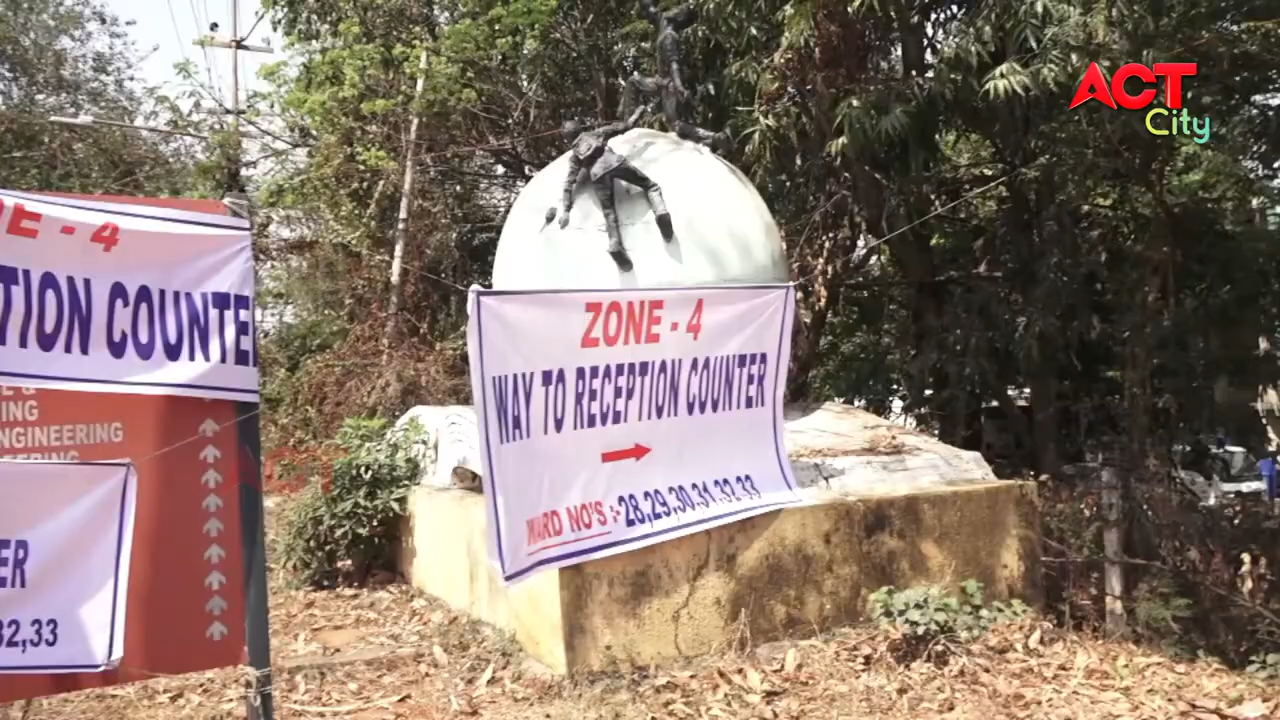 ACT
City
E - 4
TION COUNTE
&
ING
NGINEERING
ER
32,33
ZONE - 4
WAY TO RECEPTION COUNTER
WARD NO'S :- 28,29,30,31,32,33